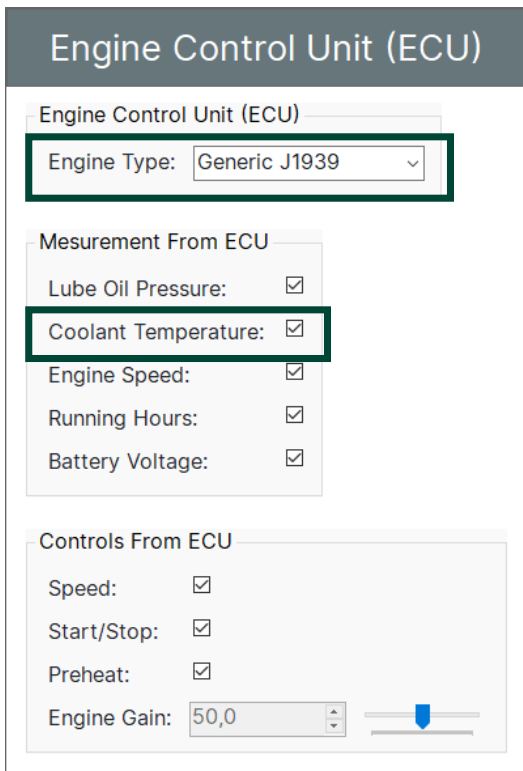 Engine Control Unit (ECU)
Engine Control Unit (ECU)
Engine Type: Generic J1939
Mesurement From ECU
Lube Oil Pressure:
Coolant Temperature:
Engine Speed:
Running Hours:
Battery Voltage:
Controls From ECU
Speed:
Start/Stop:
Preheat:
Engine Gain: 50,0